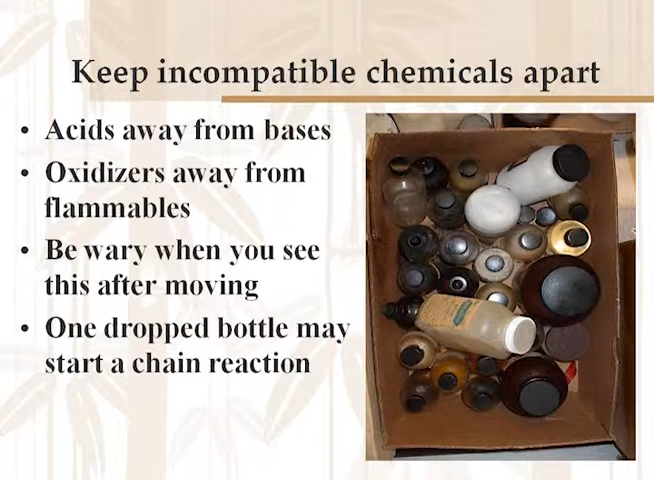 Keep incompatible chemicals apart
• Acids away from bases
• Oxidizers away from
flammables
• Be wary when you see
this after moving
• One dropped bottle may
start a chain reaction